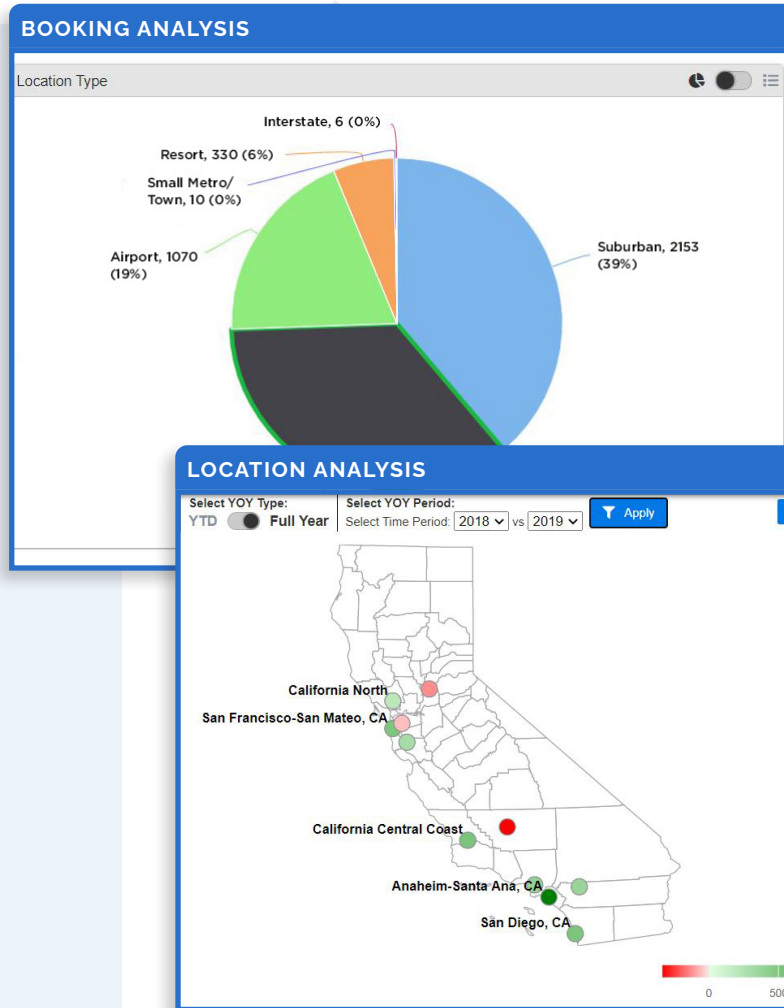 BOOKING ANALYSIS
Location Type
Interstate, 6 (0%)
Resort, 330 (6%)
Small Metro/
Town, 10 (0%)
Airport, 1070
(19%)
Suburban, 2153
(39%)
LOCATION ANALYSIS
Select YOY Type:
YTD Full Year
Select YOY Period:
Select Time Period: 2018 vs 2019
Apply
California North
San Francisco-San Mateo, CA
California Central Coast
Anaheim-Santa Ana, CA
San Diego, CA
0